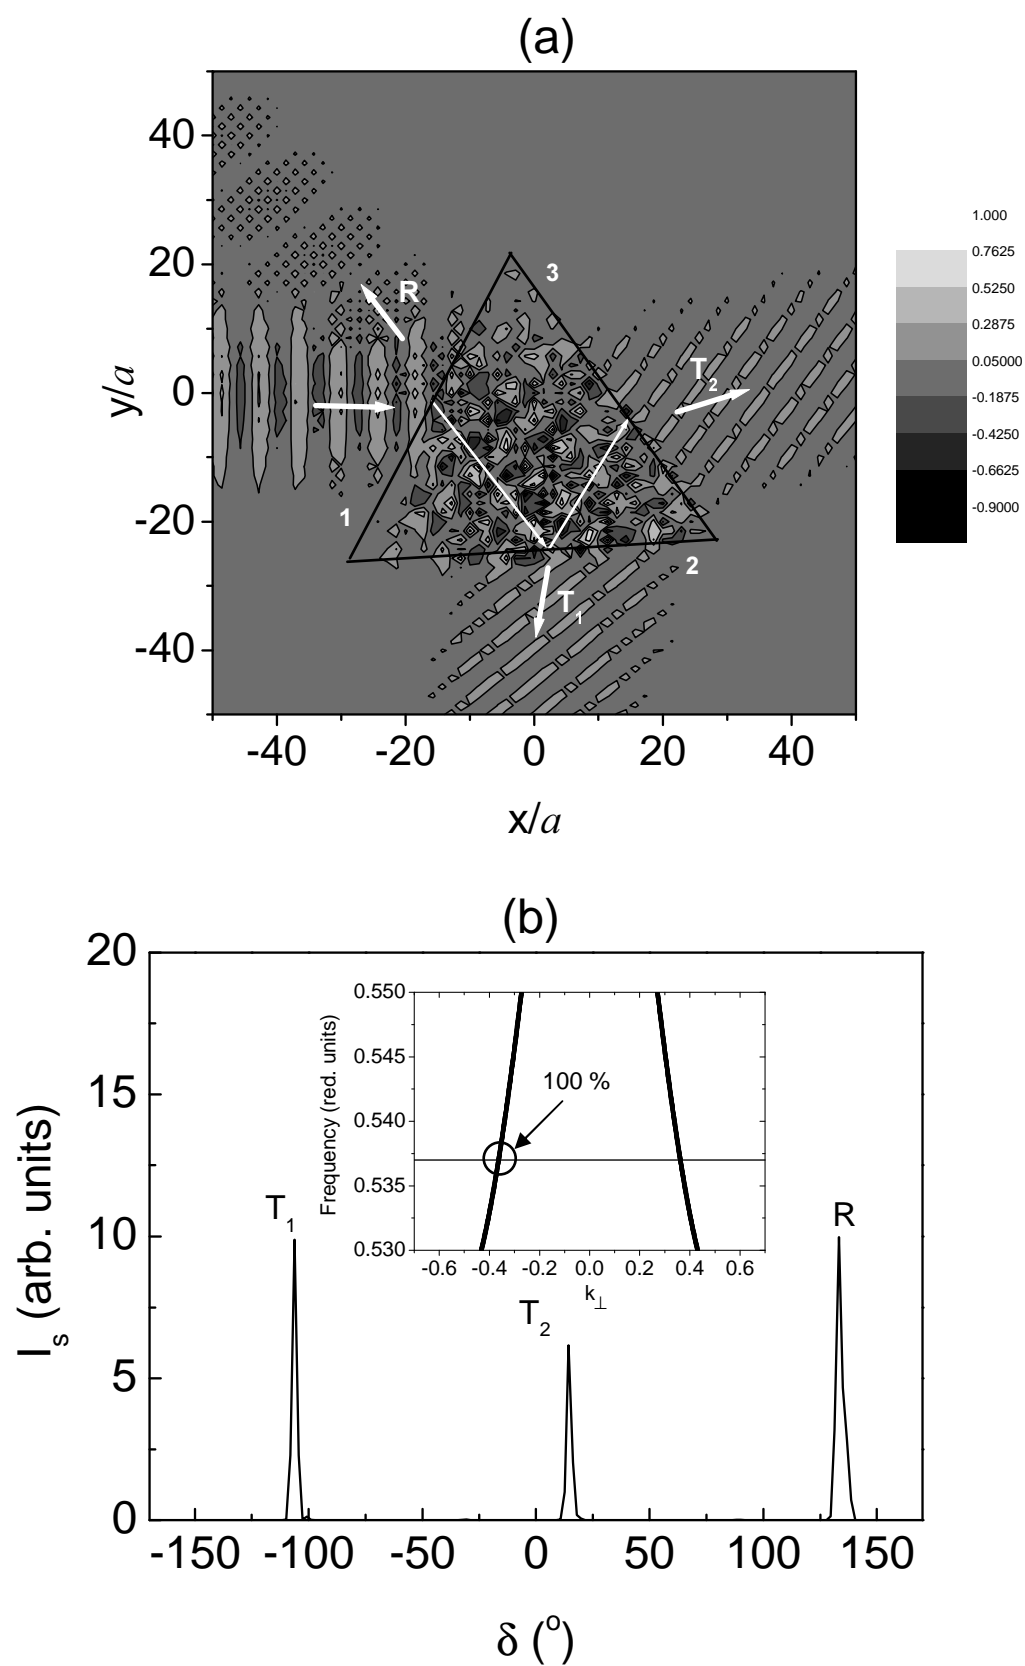 (a)
40
20
0
-20
-40
y/a
-40 -20 0 20 40
x/a
R
T1
T2
1
2
3
1.000
0.7625
0.5250
0.2875
0.05000
-0.1875
-0.4250
-0.6625
-0.9000
(b)
20
15
10
5
0
I_s (arb. units)
T1
T2
R
0.550
0.545
0.540
0.535
0.530
Frequency (red. units)
100 %
-0.6 -0.4 -0.2 0.0 0.2 0.4 0.6
k⊥
-150 -100 -50 0 50 100 150
δ (°)